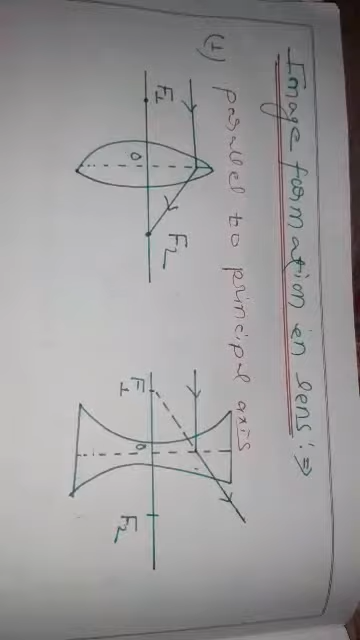 Image formation in lens :⇒
(1) parallel to principal axis
F1
O
F2
F1
O
F2